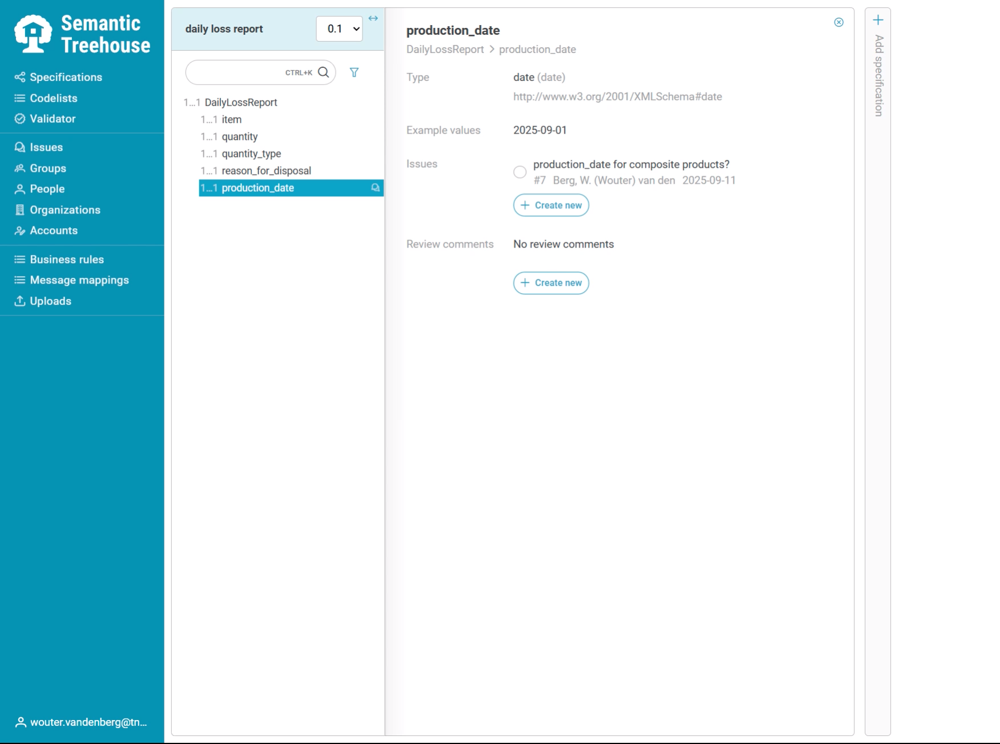 Semantic
Treehouse
Specifications
Codelists
Validator
Issues
Groups
People
Organizations
Accounts
Business rules
Message mappings
Uploads
wouter.vandenberg@tn...
daily loss report
0.1
CTRL+K
1...1 DailyLossReport
1...1 item
1...1 quantity
1...1 quantity_type
1...1 reason_for_disposal
1...1 production_date
production_date
DailyLossReport > production_date
Type date (date)
http://www.w3.org/2001/XMLSchema#date
Example values 2025-09-01
Issues production_date for composite products?
#7 Berg, W. (Wouter) van den 2025-09-11
+ Create new
Review comments No review comments
+ Create new
+ Add specification